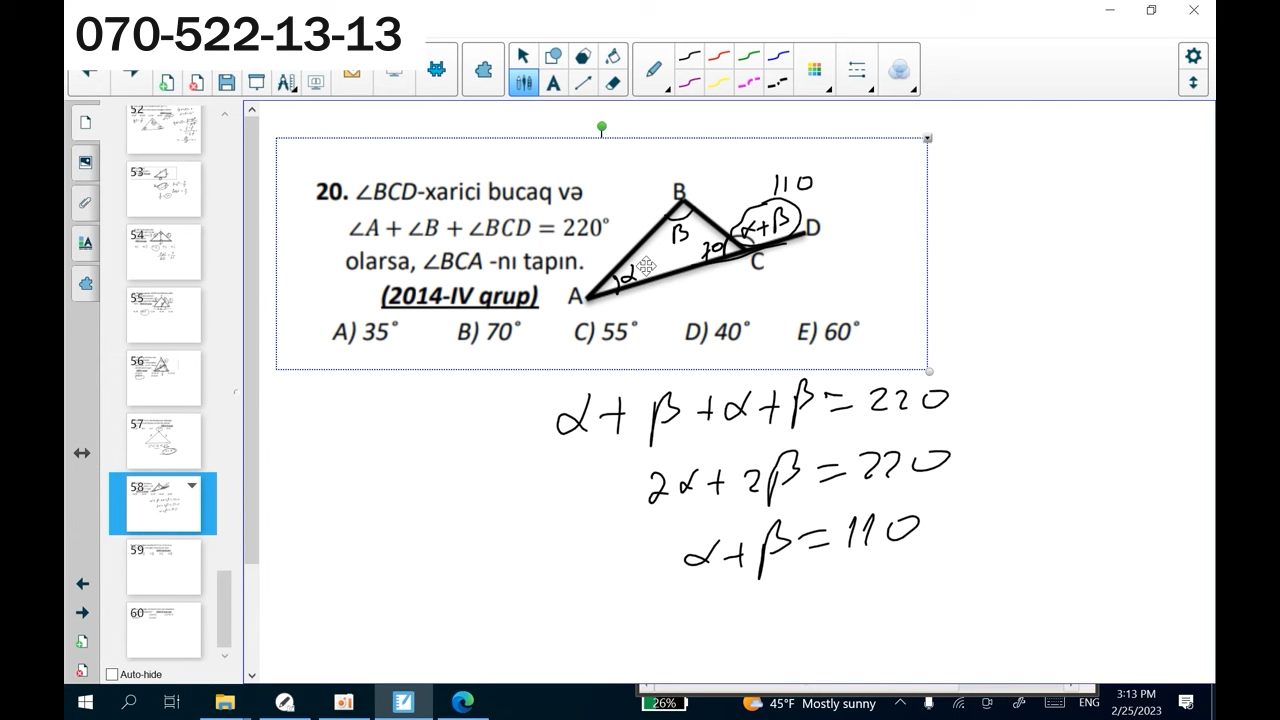 070-522-13-13
20. ∠BCD-xarici bucaq və
∠A + ∠B + ∠BCD = 220°
olarsa, ∠BCA -nı tapın.
(2014-IV qrup)
A) 35° B) 70° C) 55° D) 40° E) 60°
B
110
α+β
D
β
70
C
α
A
α + β + α + β = 220
2α + 2β = 220
α + β = 110
52
53
54
55
56
57
58
59
60
Auto-hide
26%
45°F Mostly sunny
ENG
3:13 PM
2/25/2023